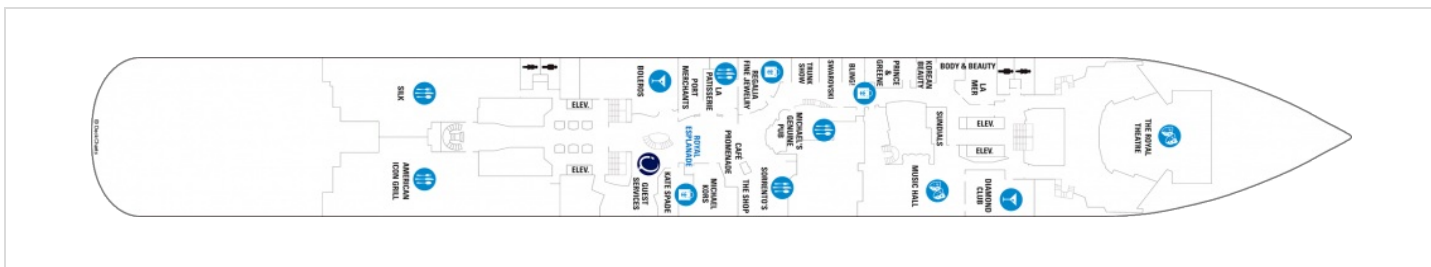 © David Charts
SILK
AMERICAN
ICON GRILL
ELEV.
ELEV.
BOLEROS
PORT
MERCHANTS
LA
PATISSERIE
REGALIA
FINE JEWELRY
TRUNK
SHOW
SWAROVSKI
BLING!
PRINCE
&
GREENE
KOREAN
BEAUTY
BODY & BEAUTY
LA
MER
ROYAL
ESPLANADE
CAFE
PROMENADE
MICHAEL'S
GENUINE
PUB
SUNDIALS
ELEV.
ELEV.
THE ROYAL
THEATRE
GUEST
SERVICES
KATE SPADE
MICHAEL
KORS
THE SHOP
SORRENTO'S
MUSIC HALL
DIAMOND
CLUB